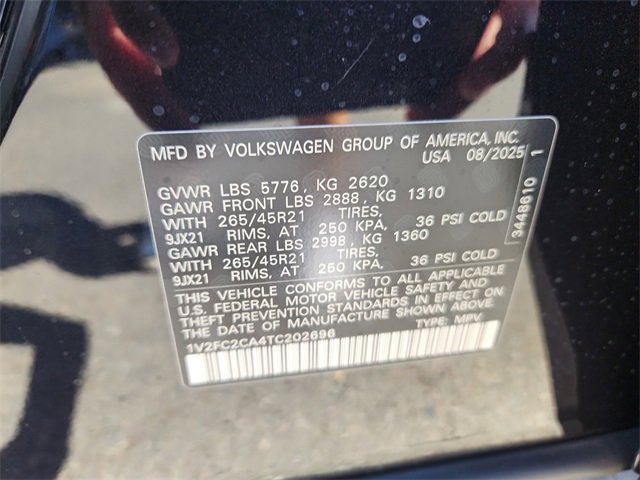 MFD BY VOLKSWAGEN GROUP OF AMERICA, INC.
USA 08/2025
GVWR LBS 5776, KG 2620
GAWR FRONT LBS 2888, KG 1310
WITH 265/45R21 TIRES,
9JX21 RIMS, AT 250 KPA, 36 PSI COLD
GAWR REAR LBS 2998, KG 1360
WITH 265/45R21 TIRES,
9JX21 RIMS, AT 250 KPA, 36 PSI COLD
THIS VEHICLE CONFORMS TO ALL APPLICABLE
U.S. FEDERAL MOTOR VEHICLE SAFETY AND
THEFT PREVENTION STANDARDS IN EFFECT ON
THE DATE OF MANUFACTURE SHOWN ABOVE.
1V2FC2CA4TC202696 TYPE: MPV
3448610 1